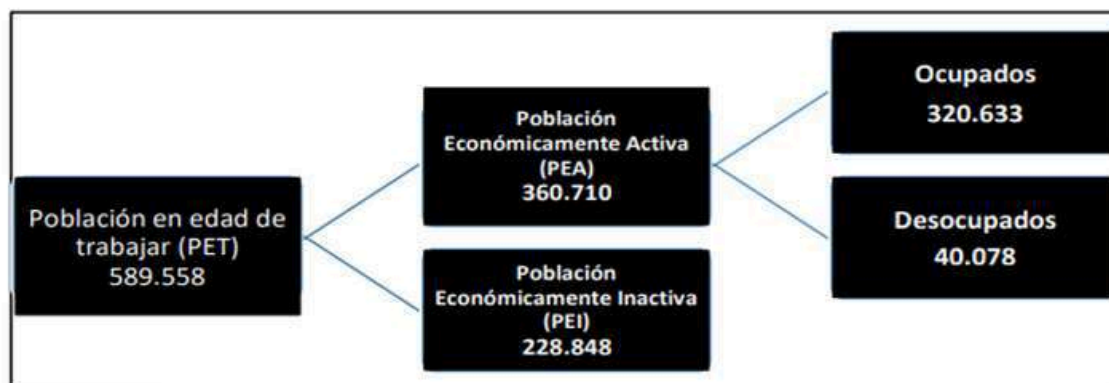 Población en edad de
trabajar (PET)
589.558
Población
Económicamente Activa
(PEA)
360.710
Población
Económicamente Inactiva
(PEI)
228.848
Ocupados
320.633
Desocupados
40.078